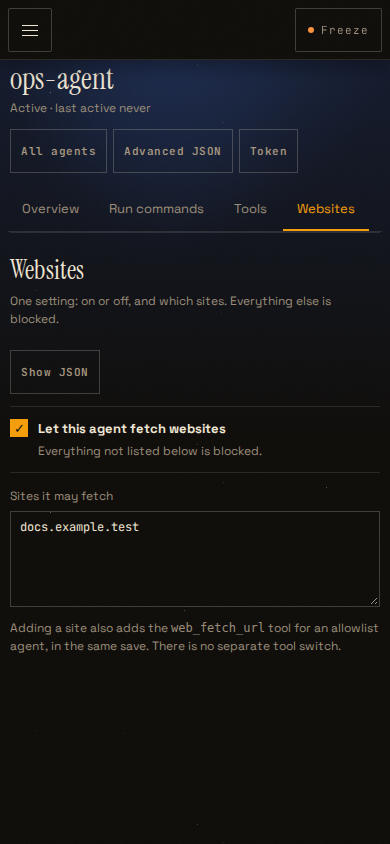 Freeze
ops-agent
Active · last active never
All agents
Advanced JSON
Token
Overview
Run commands
Tools
Websites
Websites
One setting: on or off, and which sites. Everything else is
blocked.
Show JSON
Let this agent fetch websites
Everything not listed below is blocked.
Sites it may fetch
docs.example.test
Adding a site also adds the web_fetch_url tool for an allowlist
agent, in the same save. There is no separate tool switch.